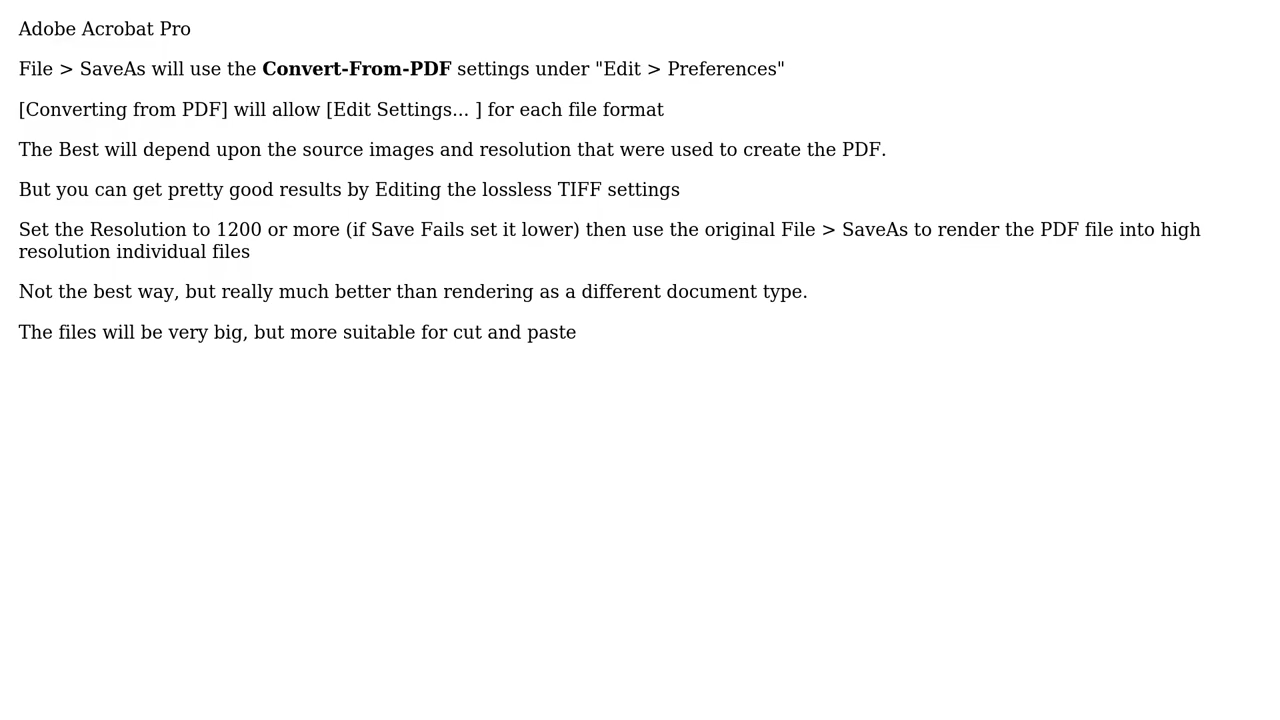 Adobe Acrobat Pro
File > SaveAs will use the Convert-From-PDF settings under "Edit > Preferences"
[Converting from PDF] will allow [Edit Settings... ] for each file format
The Best will depend upon the source images and resolution that were used to create the PDF.
But you can get pretty good results by Editing the lossless TIFF settings
Set the Resolution to 1200 or more (if Save Fails set it lower) then use the original File > SaveAs to render the PDF file into high
resolution individual files
Not the best way, but really much better than rendering as a different document type.
The files will be very big, but more suitable for cut and paste